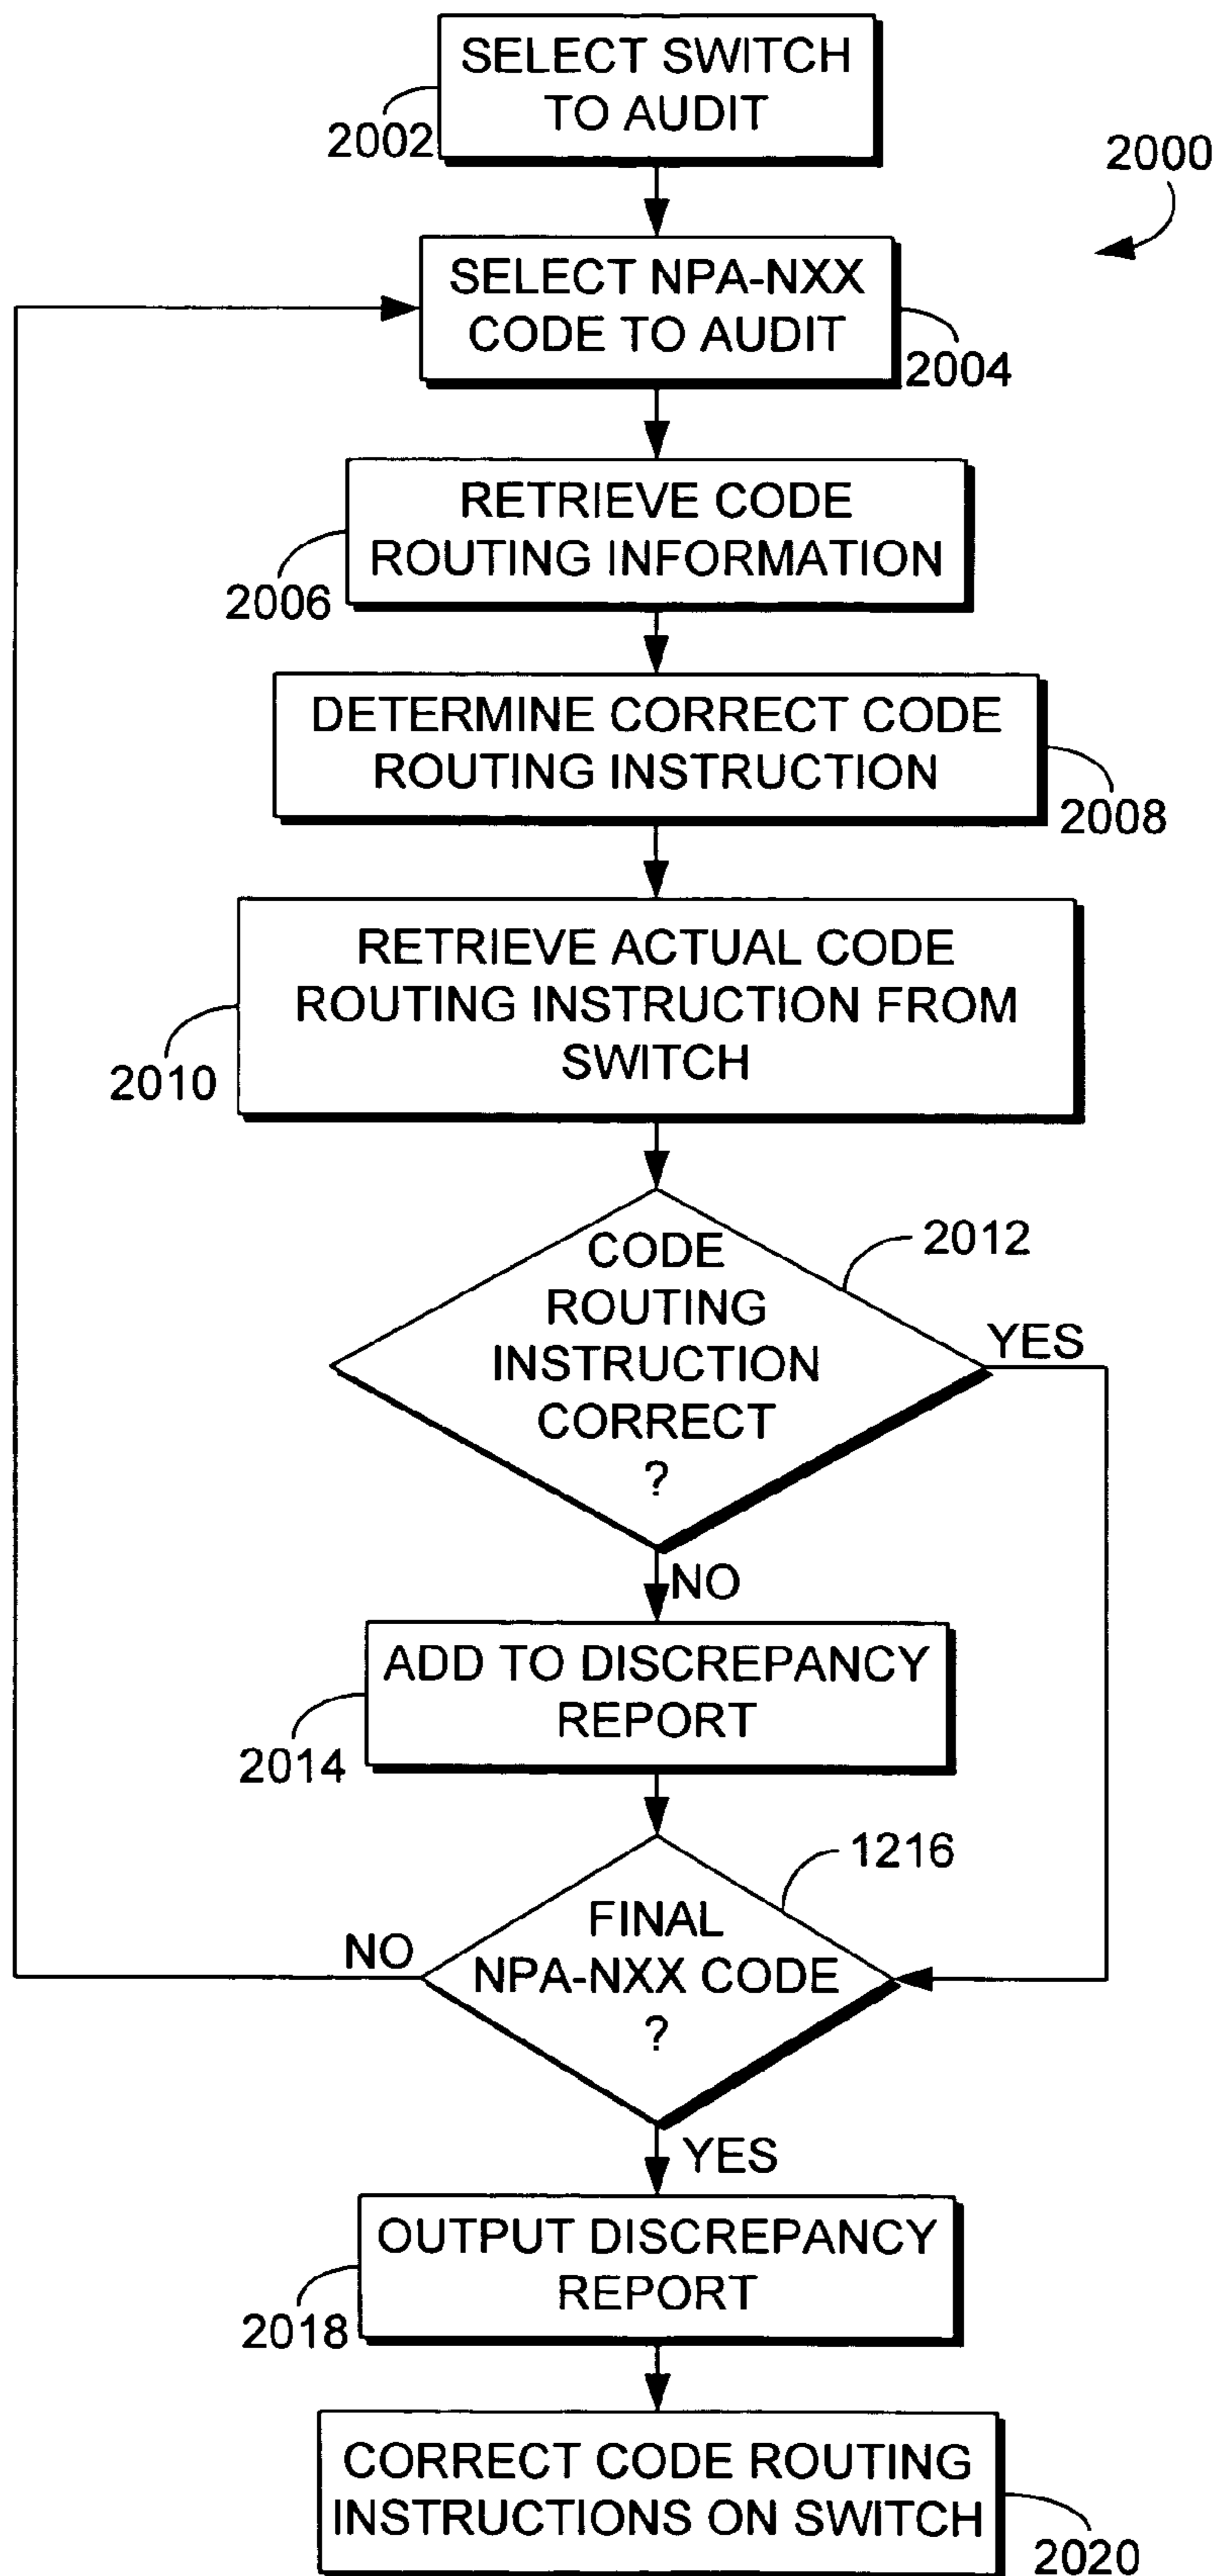 SELECT SWITCH
TO AUDIT
2002
2000
SELECT NPA-NXX
CODE TO AUDIT
2004
RETRIEVE CODE
ROUTING INFORMATION
2006
DETERMINE CORRECT CODE
ROUTING INSTRUCTION
2008
RETRIEVE ACTUAL CODE
ROUTING INSTRUCTION FROM
SWITCH
2010
CODE
ROUTING
INSTRUCTION
CORRECT
?
2012
YES
NO
ADD TO DISCREPANCY
REPORT
2014
1216
FINAL
NPA-NXX CODE
?
NO
YES
OUTPUT DISCREPANCY
REPORT
2018
CORRECT CODE ROUTING
INSTRUCTIONS ON SWITCH
2020